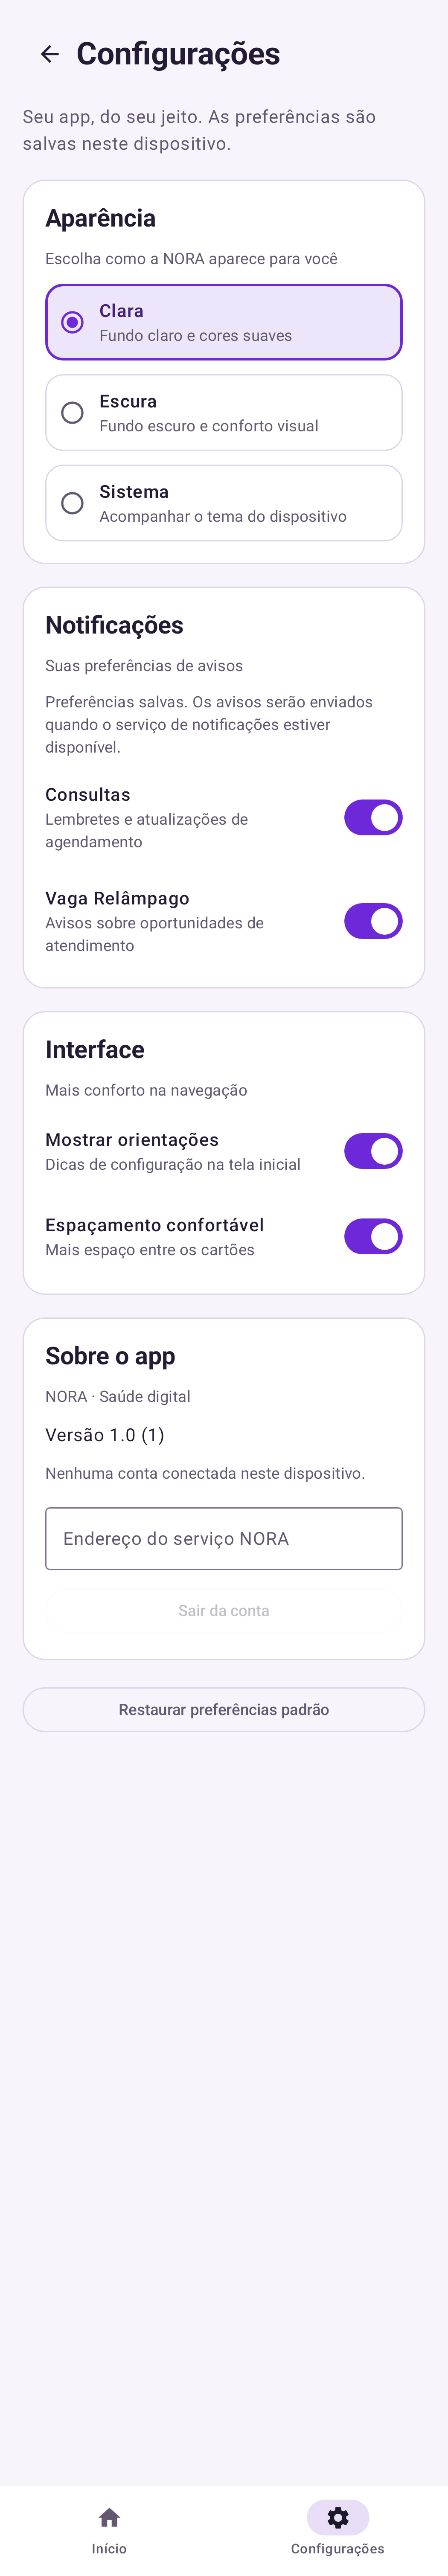 Configurações
Seu app, do seu jeito. As preferências são
salvas neste dispositivo.
Aparência
Escolha como a NORA aparece para você
Clara
Fundo claro e cores suaves
Escura
Fundo escuro e conforto visual
Sistema
Acompanhar o tema do dispositivo
Notificações
Suas preferências de avisos
Preferências salvas. Os avisos serão enviados
quando o serviço de notificações estiver
disponível.
Consultas
Lembretes e atualizações de
agendamento
Vaga Relâmpago
Avisos sobre oportunidades de
atendimento
Interface
Mais conforto na navegação
Mostrar orientações
Dicas de configuração na tela inicial
Espaçamento confortável
Mais espaço entre os cartões
Sobre o app
NORA · Saúde digital
Versão 1.0 (1)
Nenhuma conta conectada neste dispositivo.
Endereço do serviço NORA
Sair da conta
Restaurar preferências padrão
Início
Configurações